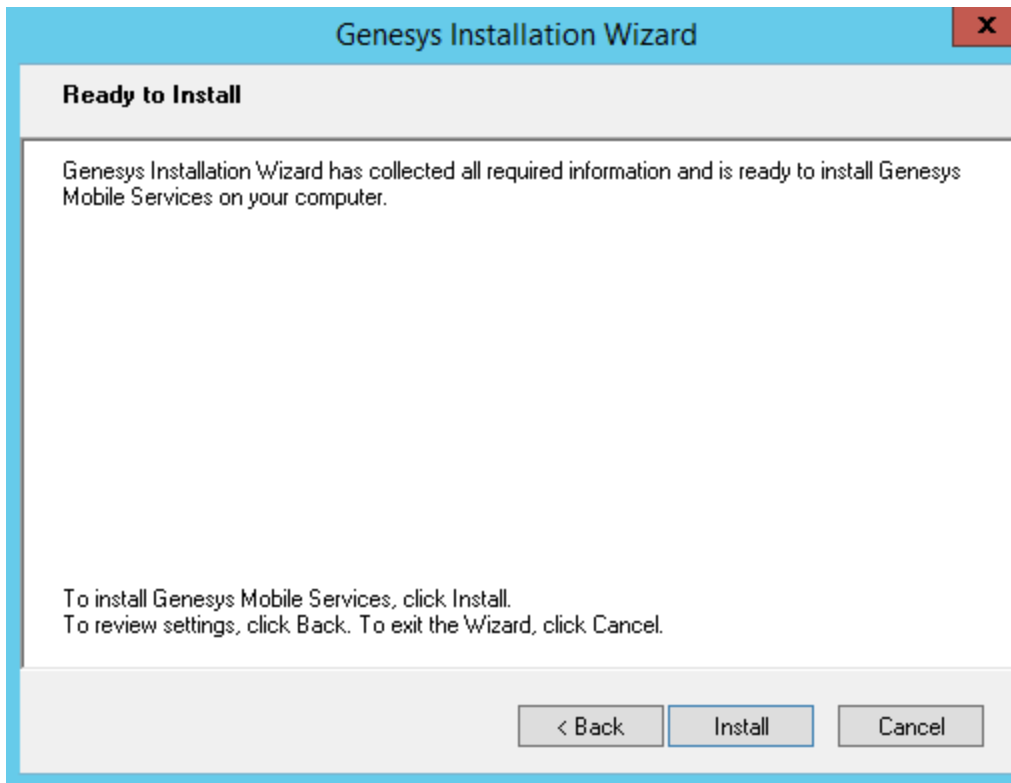 Genesys Installation Wizard
x
Ready to Install
Genesys Installation Wizard has collected all required information and is ready to install Genesys
Mobile Services on your computer.
To install Genesys Mobile Services, click Install.
To review settings, click Back. To exit the Wizard, click Cancel.
< Back Install Cancel